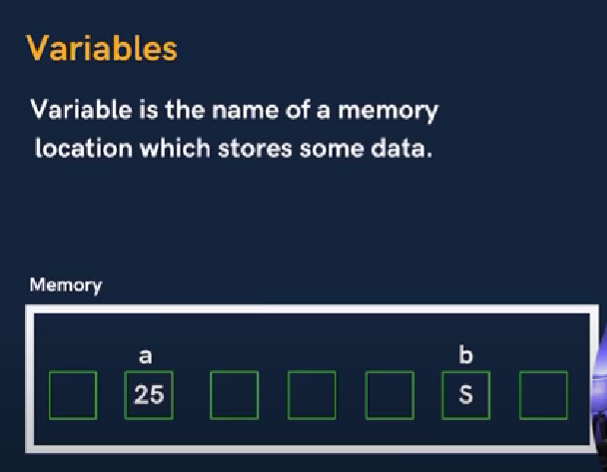 Variables
Variable is the name of a memory
location which stores some data.
Memory
a b
25 S